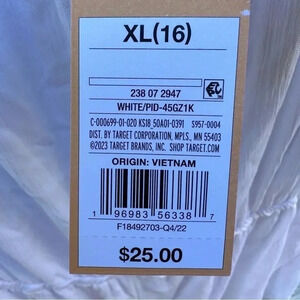 XL(16)
238 07 2947
WHITE/PID-45GZ1K
C-000699-01-020 KS18 50A01-0391 S957-0004
DIST. BY TARGET CORPORATION, MPLS., MN 55403
©2023 TARGET BRANDS, INC. SHOP TARGET.COM
ORIGIN: VIETNAM
1 96983 56338 7
F18492703-Q4/22
$25.00